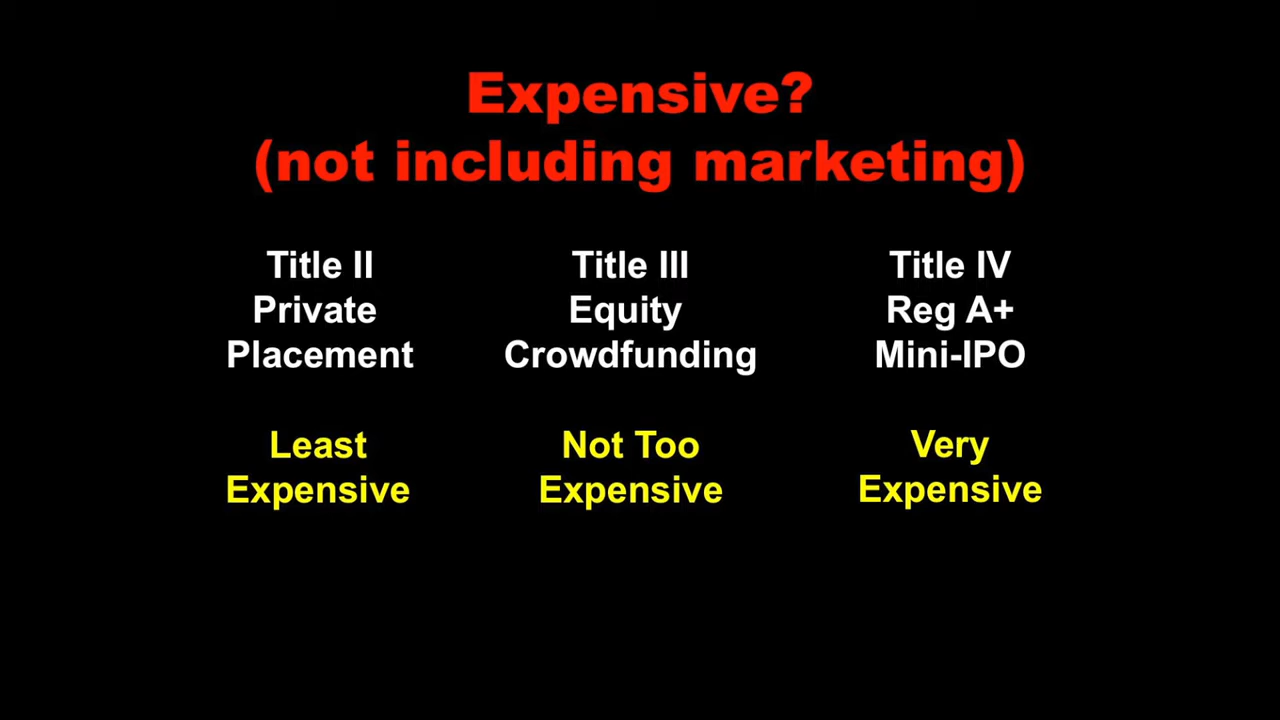 Expensive?
(not including marketing)
Title II
Private
Placement
Least
Expensive
Title III
Equity
Crowdfunding
Not Too
Expensive
Title IV
Reg A+
Mini-IPO
Very
Expensive